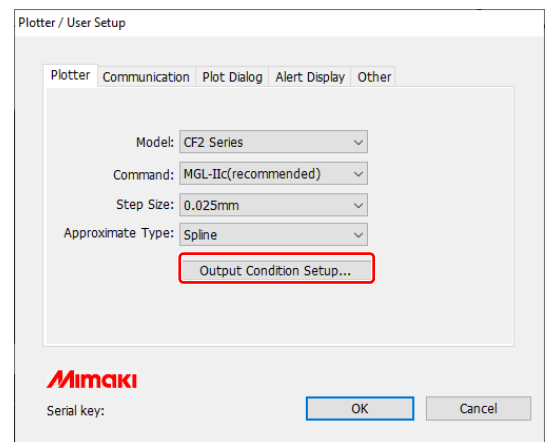 Plotter / User Setup
Plotter Communication Plot Dialog Alert Display Other
Model: CF2 Series
Command: MGL-IIc(recommended)
Step Size: 0.025mm
Approximate Type: Spline
Output Condition Setup...
Mimaki
Serial key:
OK Cancel